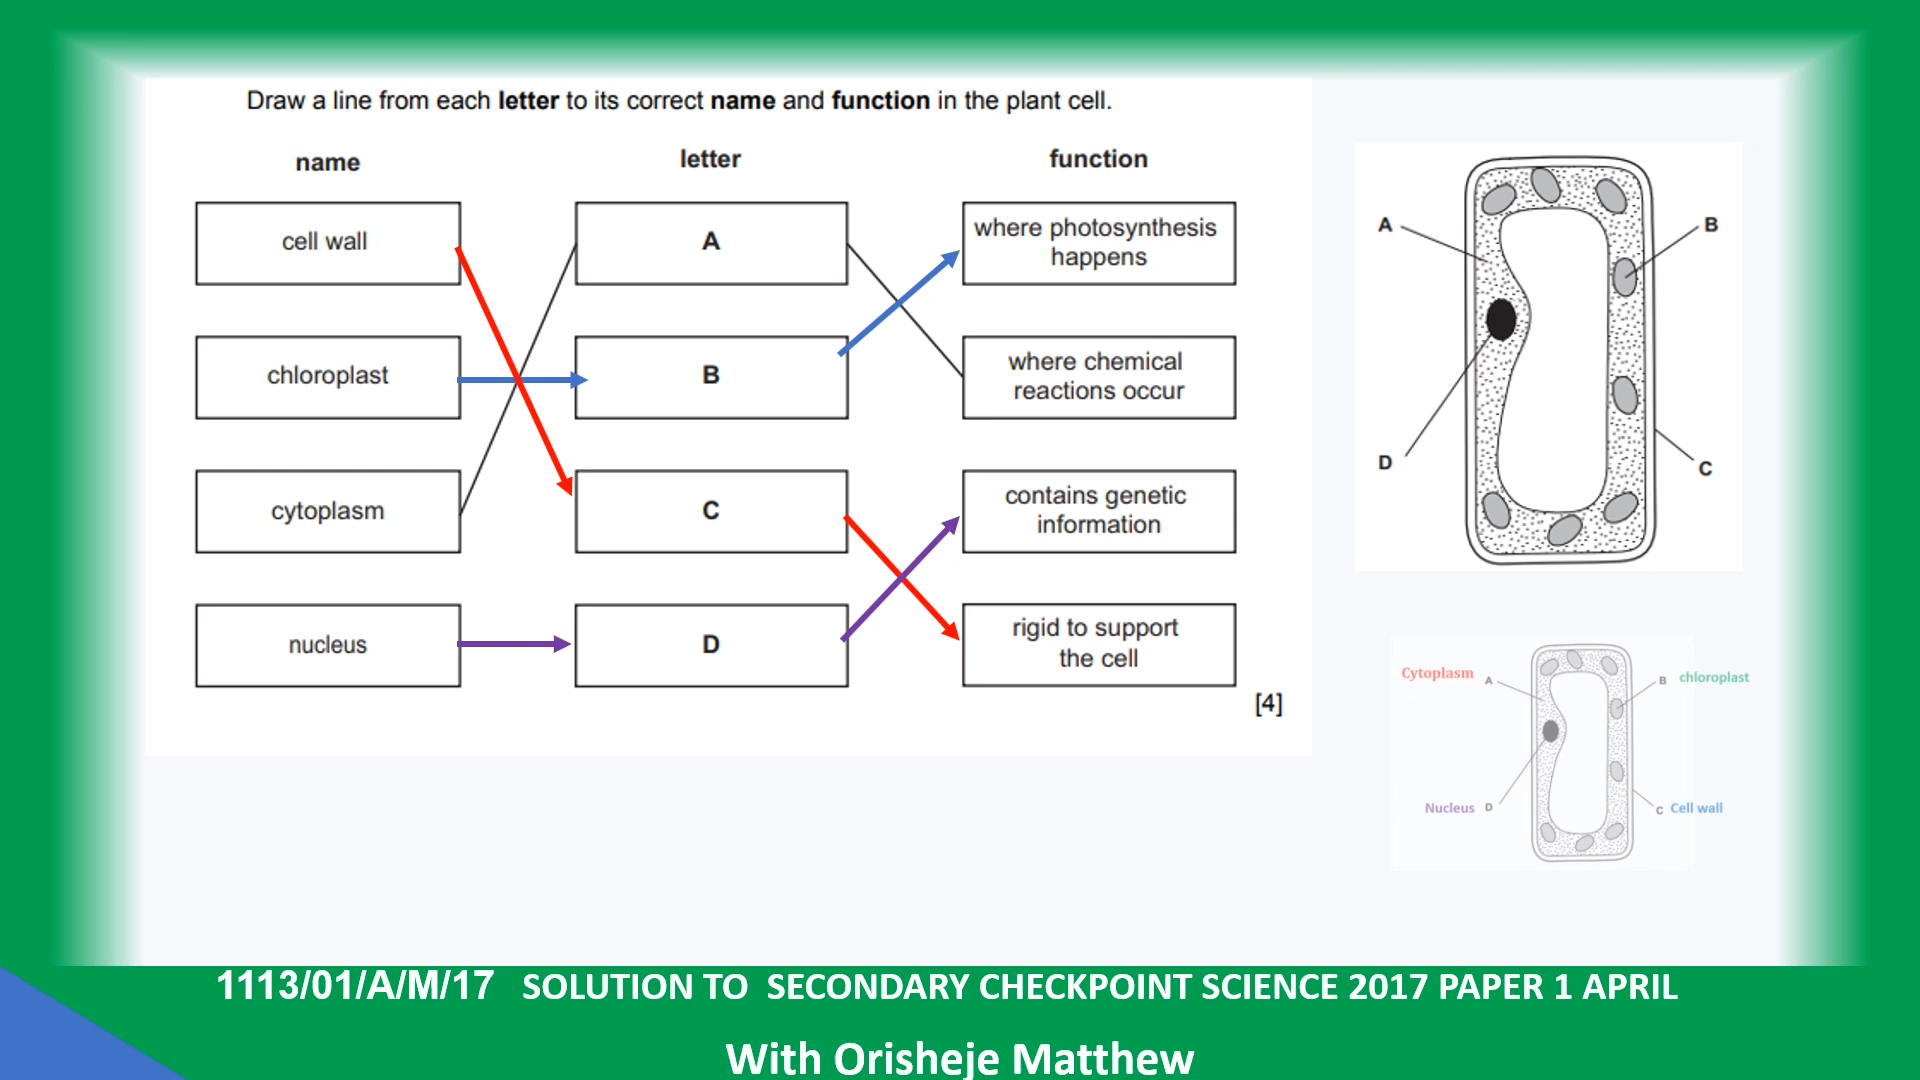 Draw a line from each letter to its correct name and function in the plant cell.
name
letter
function
cell wall
A
where photosynthesis
happens
chloroplast
B
where chemical
reactions occur
cytoplasm
C
contains genetic
information
nucleus
D
rigid to support
the cell
[4]
A
B
D
C
Cytoplasm A
B chloroplast
Nucleus D
C Cell wall
1113/01/A/M/17 SOLUTION TO SECONDARY CHECKPOINT SCIENCE 2017 PAPER 1 APRIL
With Orisheje Matthew